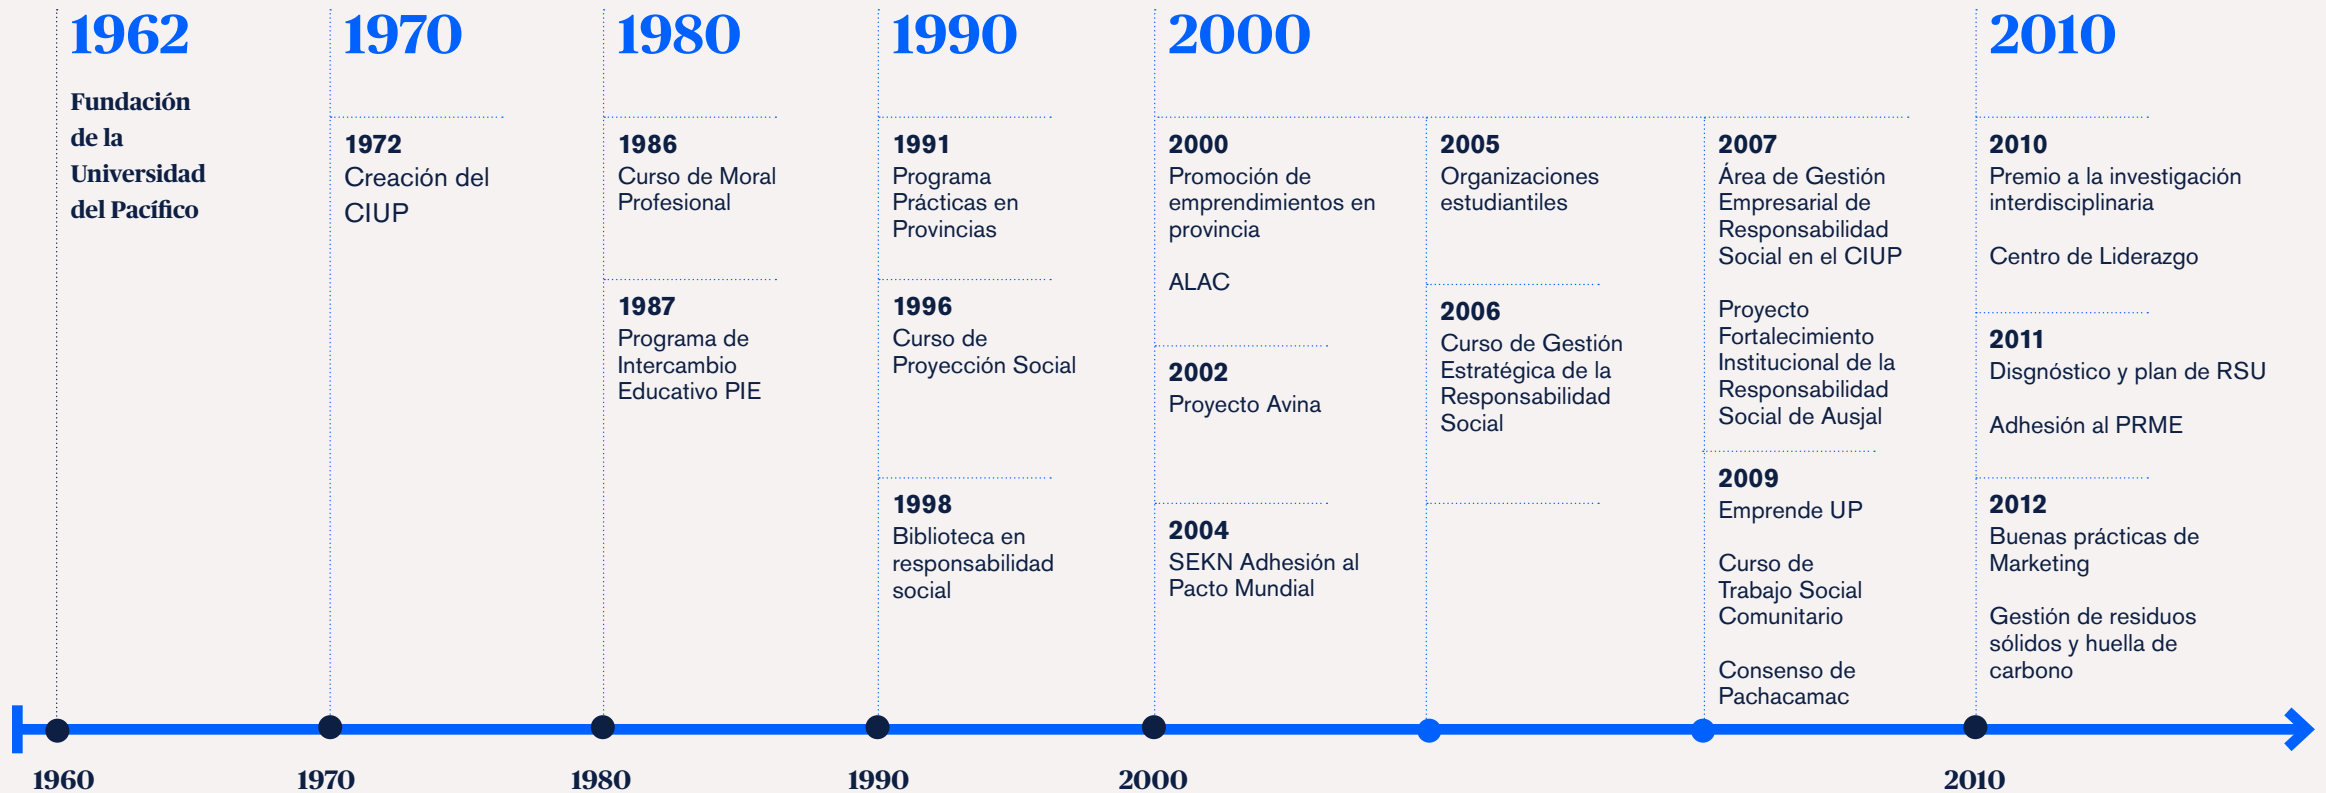 1962
Fundación
de la
Universidad
del Pacífico
1970
1972
Creación del
CIUP
1980
1986
Curso de Moral
Profesional
1987
Programa de
Intercambio
Educativo PIE
1990
1991
Programa
Prácticas en
Provincias
1996
Curso de
Proyección Social
1998
Biblioteca en
responsabilidad
social
2000
2000
Promoción de
emprendimientos en
provincia
ALAC
2002
Proyecto Avina
2004
SEKN Adhesión al
Pacto Mundial
2005
Organizaciones
estudiantiles
2006
Curso de Gestión
Estratégica de la
Responsabilidad
Social
2007
Área de Gestión
Empresarial de
Responsabilidad
Social en el CIUP
Proyecto
Fortalecimiento
Institucional de la
Responsabilidad
Social de Ausjal
2009
Emprende UP
Curso de
Trabajo Social
Comunitario
Consenso de
Pachacamac
2010
2010
Premio a la investigación
interdisciplinaria
Centro de Liderazgo
2011
Disgnóstico y plan de RSU
Adhesión al PRME
2012
Buenas prácticas de
Marketing
Gestión de residuos
sólidos y huella de
carbono
1960
1970
1980
1990
2000
2010